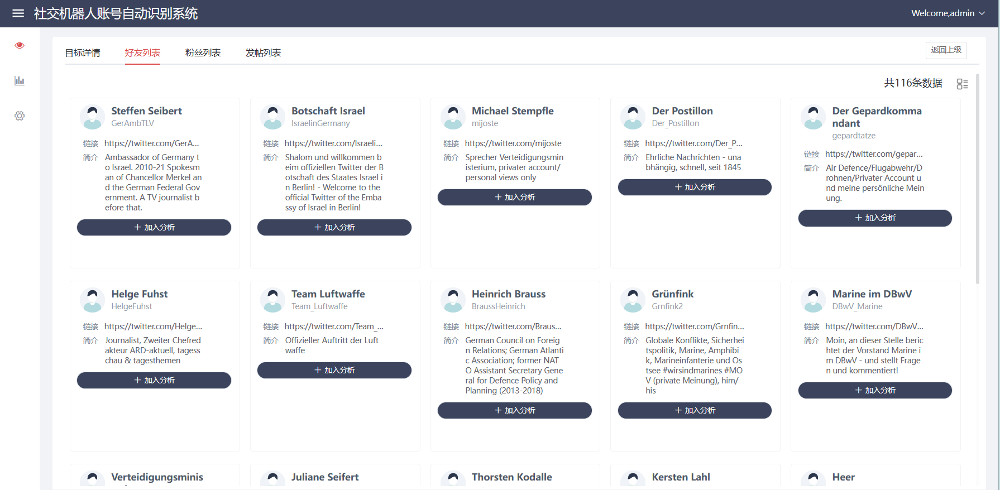 社交机器人账号自动识别系统
Welcome,admin
目标详情
好友列表
粉丝列表
发帖列表
返回上级
共116条数据
Steffen Seibert
GerAmbTLV
链接 https://twitter.com/GerA...
简介 Ambassador of Germany t
o Israel. 2010-21 Spokesm
an of Chancellor Merkel an
d the German Federal Gov
ernment. A TV journalist b
efore that.
+ 加入分析
Botschaft Israel
IsraelinGermany
链接 https://twitter.com/Israeli...
简介 Shalom und willkommen b
eim offiziellen Twitter der B
otschaft des Staates Israel i
n Berlin! - Welcome to the
official Twitter of the Emba
ssy of Israel in Berlin!
+ 加入分析
Michael Stempfle
mijoste
链接 https://twitter.com/mijoste
简介 Sprecher Verteidigungsmin
isterium, privater account/
personal views only
+ 加入分析
Der Postillon
Der_Postillon
链接 https://twitter.com/Der_P...
简介 Ehrliche Nachrichten - una
bhängig, schnell, seit 1845
+ 加入分析
Der Gepardkomma
ndant
gepardtatze
链接 https://twitter.com/gepar...
简介 Air Defence/Flugabwehr/D
rohnen/Privater Account u
nd meine persönliche Mein
ung.
+ 加入分析
Helge Fuhst
HelgeFuhst
链接 https://twitter.com/Helge...
简介 Journalist, Zweiter Chefred
akteur ARD-aktuell, tagess
chau & tagesthemen
+ 加入分析
Team Luftwaffe
Team_Luftwaffe
链接 https://twitter.com/Team_...
简介 Offizieller Auftritt der Luft
waffe
+ 加入分析
Heinrich Brauss
BraussHeinrich
链接 https://twitter.com/Braus...
简介 German Council on Foreig
n Relations; German Atlanti
c Association; former NAT
O Assistant Secretary Gene
ral for Defence Policy and
Planning (2013-2018)
+ 加入分析
Grünfink
Grnfink2
链接 https://twitter.com/Grnfin...
简介 Globale Konflikte, Sicherhei
tspolitik, Marine, Amphibi
k, Marineinfanterie und Os
tsee #wirsindmarines #MO
V (private Meinung), him/
his
+ 加入分析
Marine im DBwV
DBwV_Marine
链接 https://twitter.com/DBwV...
简介 Moin, an dieser Stelle beric
htet der Vorstand Marine i
m DBwV - und stellt Frage
n und kommentiert!
+ 加入分析
Verteidigungsminis
Juliane Seifert
Thorsten Kodalle
Kersten Lahl
Heer